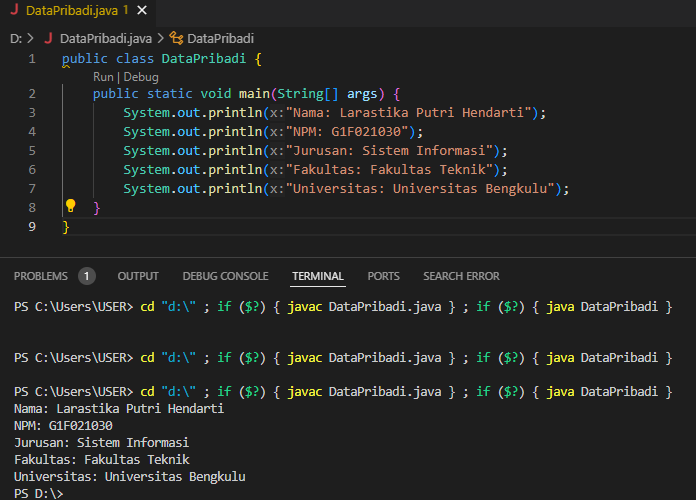 DataPribadi.java 1
D: > DataPribadi.java > DataPribadi
1 public class DataPribadi {
Run | Debug
2 public static void main(String[] args) {
3 System.out.println(x:"Nama: Larastika Putri Hendarti");
4 System.out.println(x:"NPM: G1F021030");
5 System.out.println(x:"Jurusan: Sistem Informasi");
6 System.out.println(x:"Fakultas: Fakultas Teknik");
7 System.out.println(x:"Universitas: Universitas Bengkulu");
8 }
9 }
PROBLEMS 1 OUTPUT DEBUG CONSOLE TERMINAL PORTS SEARCH ERROR
PS C:\Users\USER> cd "d:\" ; if ($?) { javac DataPribadi.java } ; if ($?) { java DataPribadi }
PS C:\Users\USER> cd "d:\" ; if ($?) { javac DataPribadi.java } ; if ($?) { java DataPribadi }
PS C:\Users\USER> cd "d:\" ; if ($?) { javac DataPribadi.java } ; if ($?) { java DataPribadi }
Nama: Larastika Putri Hendarti
NPM: G1F021030
Jurusan: Sistem Informasi
Fakultas: Fakultas Teknik
Universitas: Universitas Bengkulu
PS D:\>